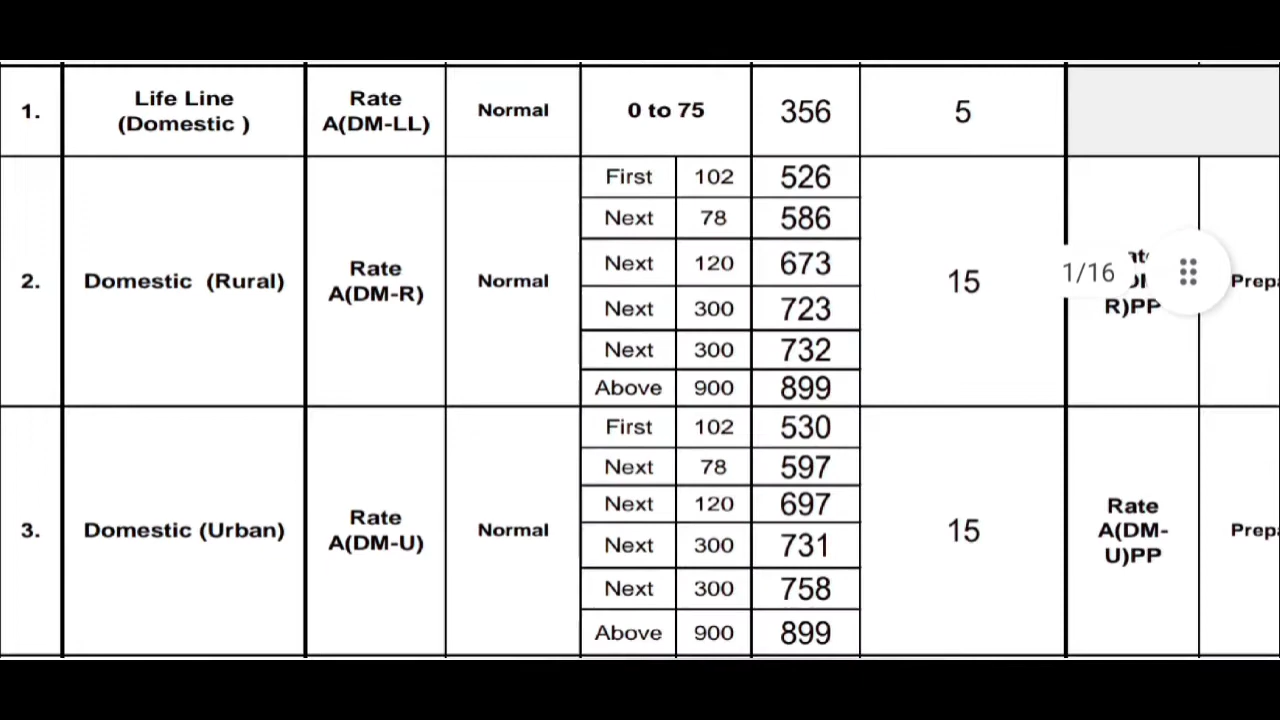 1.
Life Line
(Domestic )
Rate
A(DM-LL)
Normal
0 to 75
356
5
2.
Domestic (Rural)
Rate
A(DM-R)
Normal
First 102 526
Next 78 586
Next 120 673
Next 300 723
Next 300 732
Above 900 899
15
1/16
R)PP
3.
Domestic (Urban)
Rate
A(DM-U)
Normal
First 102 530
Next 78 597
Next 120 697
Next 300 731
Next 300 758
Above 900 899
15
Rate
A(DM-
U)PP